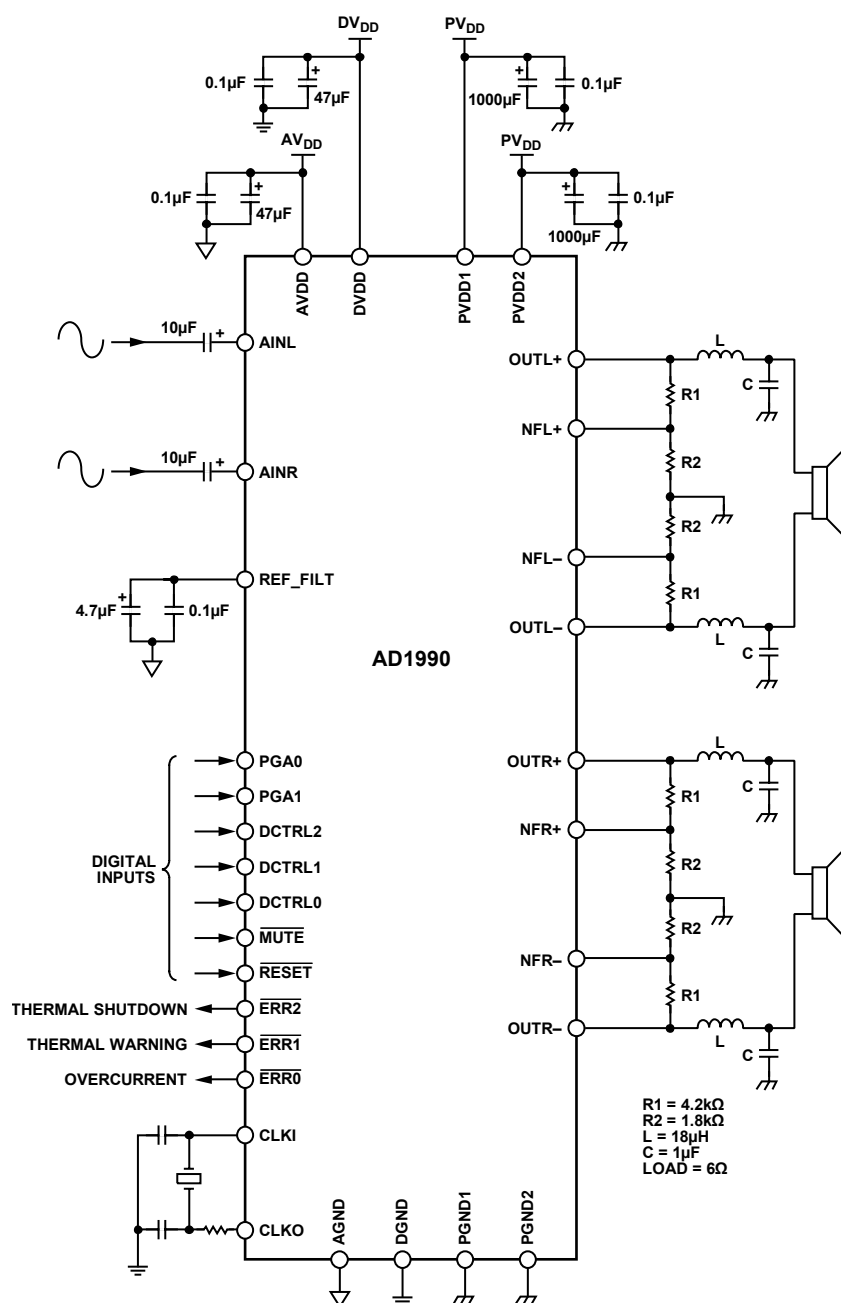 DVDD
PVDD
0.1µF
47µF
1000µF
0.1µF
AVDD
PVDD
0.1µF
47µF
1000µF
0.1µF
AVDD
DVDD
PVDD1
PVDD2
10µF
AINL
10µF
AINR
REF_FILT
4.7µF
0.1µF
AD1990
OUTL+
L
C
R1
NFL+
R2
R2
NFL–
R1
OUTL–
L
C
DIGITAL
INPUTS
PGA0
PGA1
DCTRL2
DCTRL1
DCTRL0
MUTE
RESET
THERMAL SHUTDOWN
ERR2
THERMAL WARNING
ERR1
OVERCURRENT
ERR0
CLKI
CLKO
OUTR+
L
C
R1
NFR+
R2
R2
NFR–
R1
OUTR–
L
C
R1 = 4.2kΩ
R2 = 1.8kΩ
L = 18µH
C = 1µF
LOAD = 6Ω
AGND
DGND
PGND1
PGND2